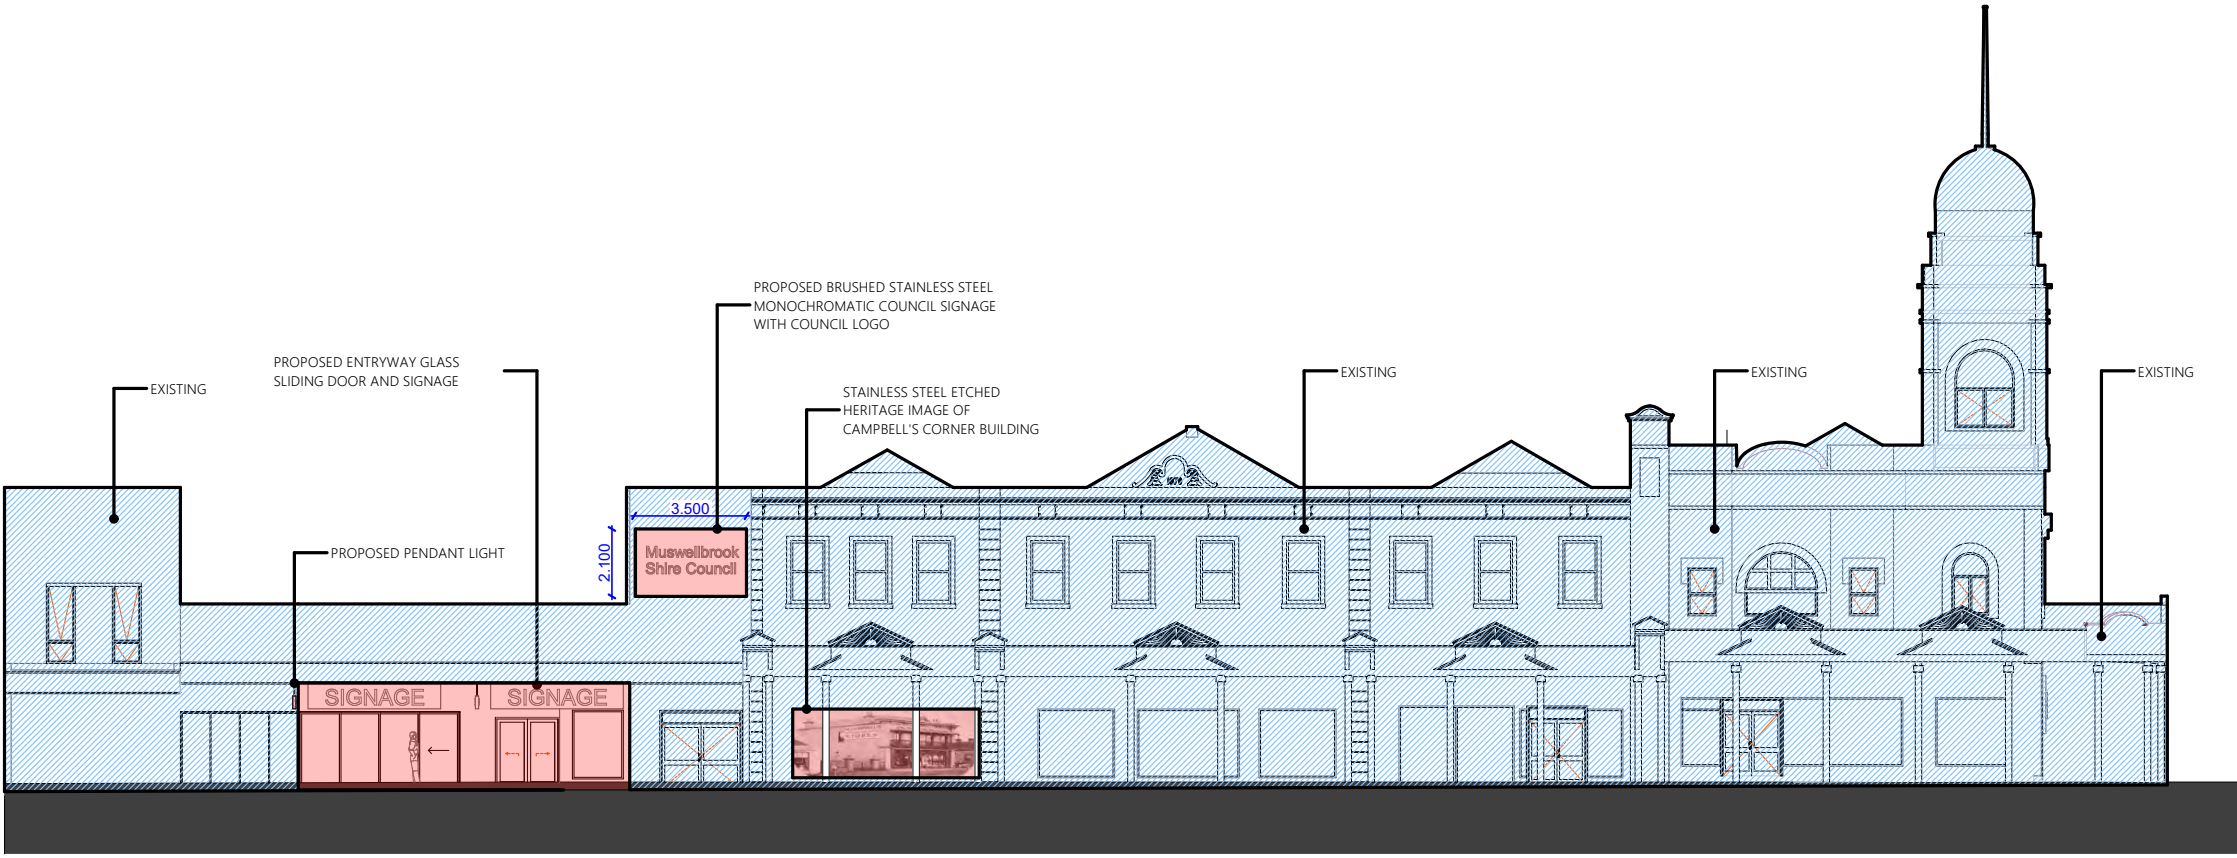 PROPOSED BRUSHED STAINLESS STEEL
MONOCHROMATIC COUNCIL SIGNAGE
WITH COUNCIL LOGO
PROPOSED ENTRYWAY GLASS
SLIDING DOOR AND SIGNAGE
EXISTING
STAINLESS STEEL ETCHED
HERITAGE IMAGE OF
CAMPBELL'S CORNER BUILDING
EXISTING
EXISTING
EXISTING
3.500
2.100
Muswellbrook
Shire Council
PROPOSED PENDANT LIGHT
SIGNAGE
SIGNAGE